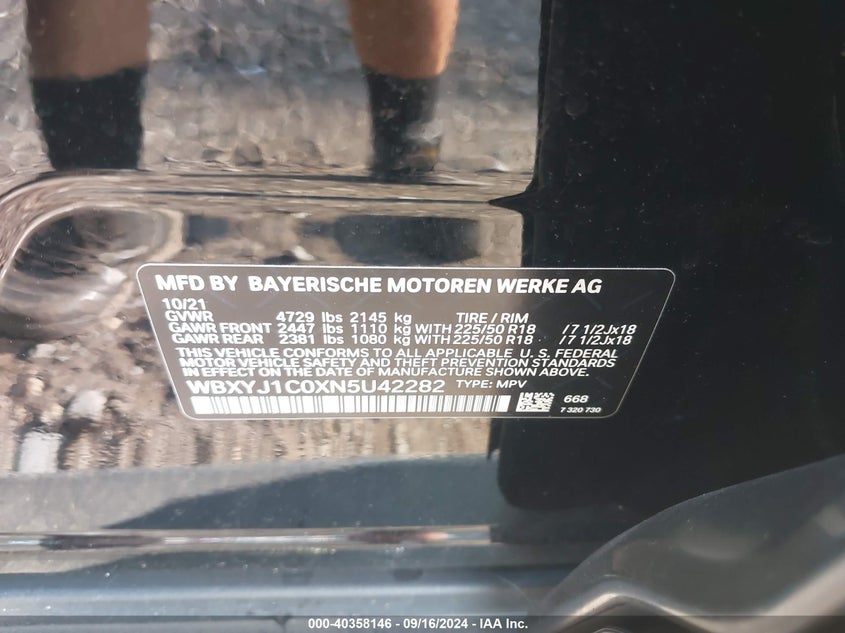 MFD BY BAYERISCHE MOTOREN WERKE AG
10/21
GVWR 4729 lbs 2145 kg TIRE / RIM
GAWR FRONT 2447 lbs 1110 kg WITH 225/50 R18 /7 1/2Jx18
GAWR REAR 2381 lbs 1080 kg WITH 225/50 R18 /7 1/2Jx18
THIS VEHICLE CONFORMS TO ALL APPLICABLE U. S. FEDERAL
MOTOR VEHICLE SAFETY AND THEFT PREVENTION STANDARDS
IN EFFECT ON THE DATE OF MANUFACTURE SHOWN ABOVE.
WBXYJ1C0XN5U42282 TYPE: MPV
668
7 320 730
000-40358146 - 09/16/2024 - IAA Inc.